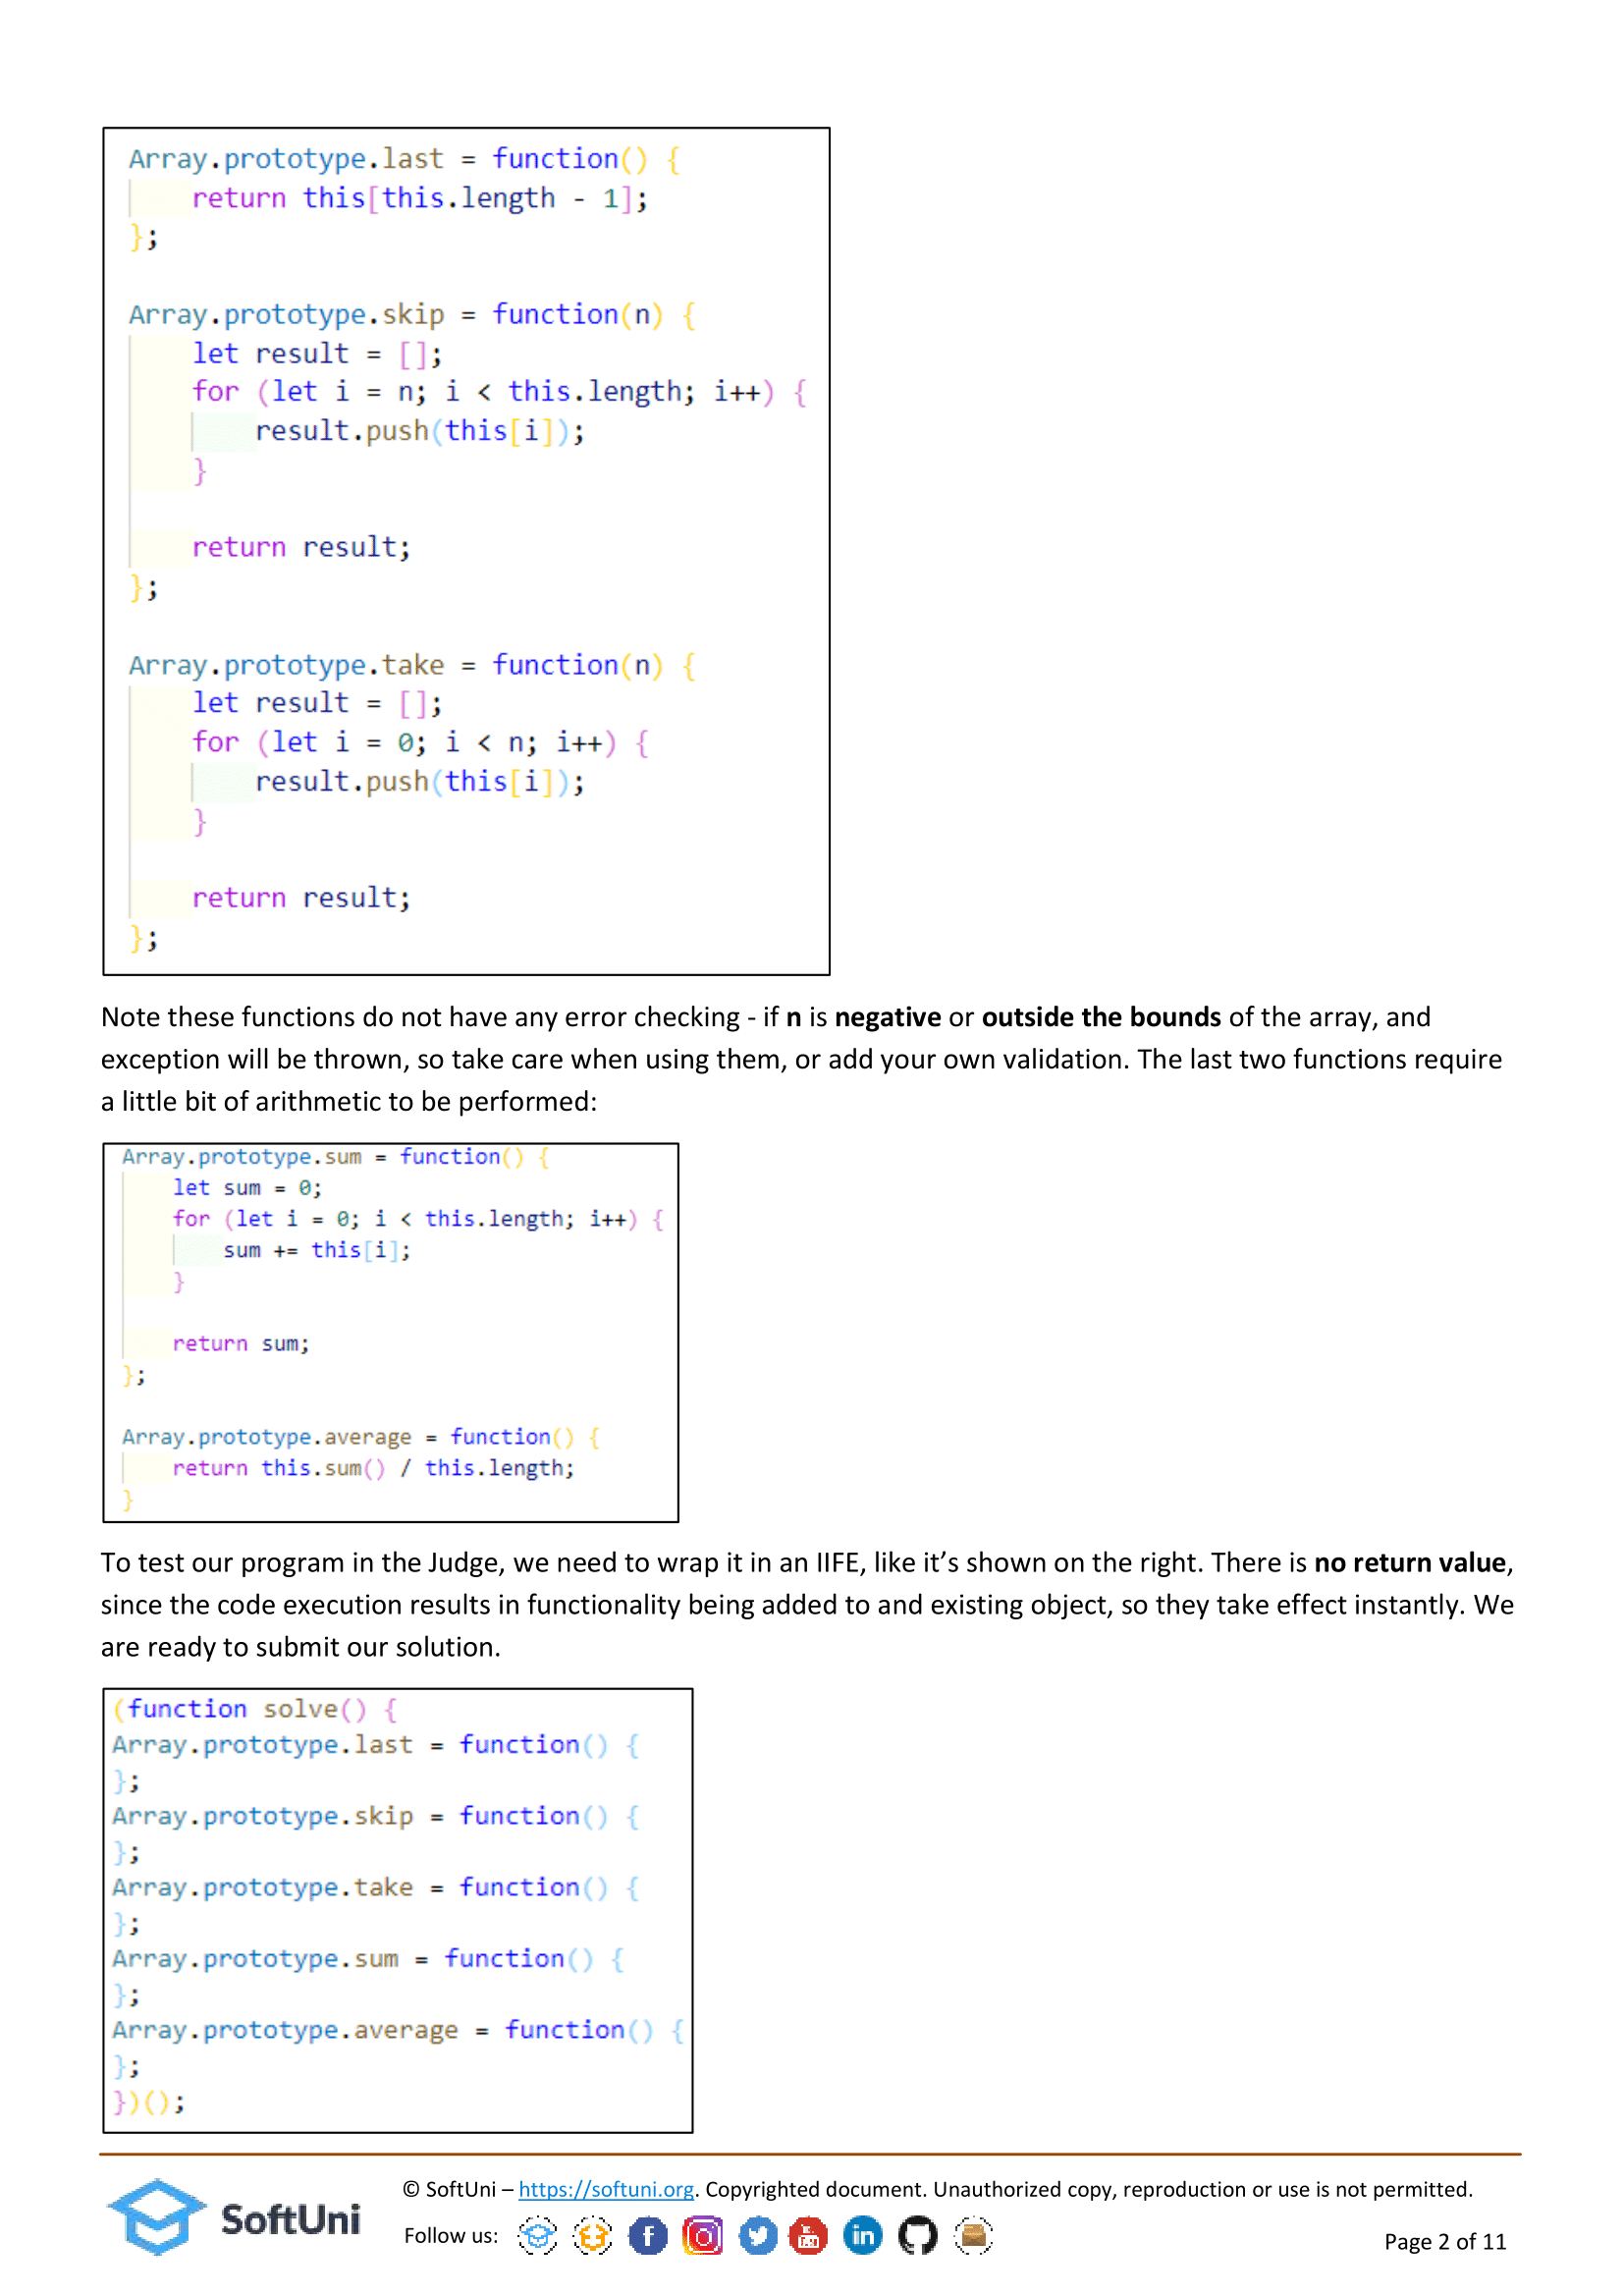 Array.prototype.last = function() {
    return this[this.length - 1];
};
Array.prototype.skip = function(n) {
    let result = [];
    for (let i = n; i < this.length; i++) {
        result.push(this[i]);
    }
    return result;
};
Array.prototype.take = function(n) {
    let result = [];
    for (let i = 0; i < n; i++) {
        result.push(this[i]);
    }
    return result;
};
Note these functions do not have any error checking - if n is negative or outside the bounds of the array, and
exception will be thrown, so take care when using them, or add your own validation. The last two functions require
a little bit of arithmetic to be performed:
Array.prototype.sum = function() {
    let sum = 0;
    for (let i = 0; i < this.length; i++) {
        sum += this[i];
    }
    return sum;
};
Array.prototype.average = function() {
    return this.sum() / this.length;
}
To test our program in the Judge, we need to wrap it in an IIFE, like it’s shown on the right. There is no return value,
since the code execution results in functionality being added to and existing object, so they take effect instantly. We
are ready to submit our solution.
(function solve() {
Array.prototype.last = function() {
};
Array.prototype.skip = function() {
};
Array.prototype.take = function() {
};
Array.prototype.sum = function() {
};
Array.prototype.average = function() {
};
})();
SoftUni
© SoftUni – https://softuni.org. Copyrighted document. Unauthorized copy, reproduction or use is not permitted.
Follow us:
Page 2 of 11